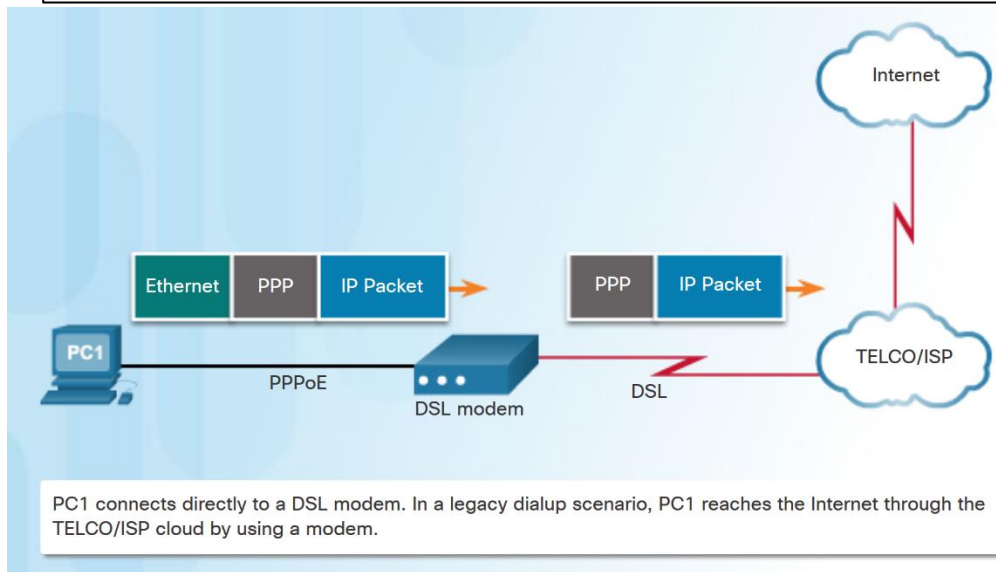 Internet
Ethernet PPP IP Packet
PPP IP Packet
PC1
TELCO/ISP
PPPoE
DSL
DSL modem
PC1 connects directly to a DSL modem. In a legacy dialup scenario, PC1 reaches the Internet through the
TELCO/ISP cloud by using a modem.